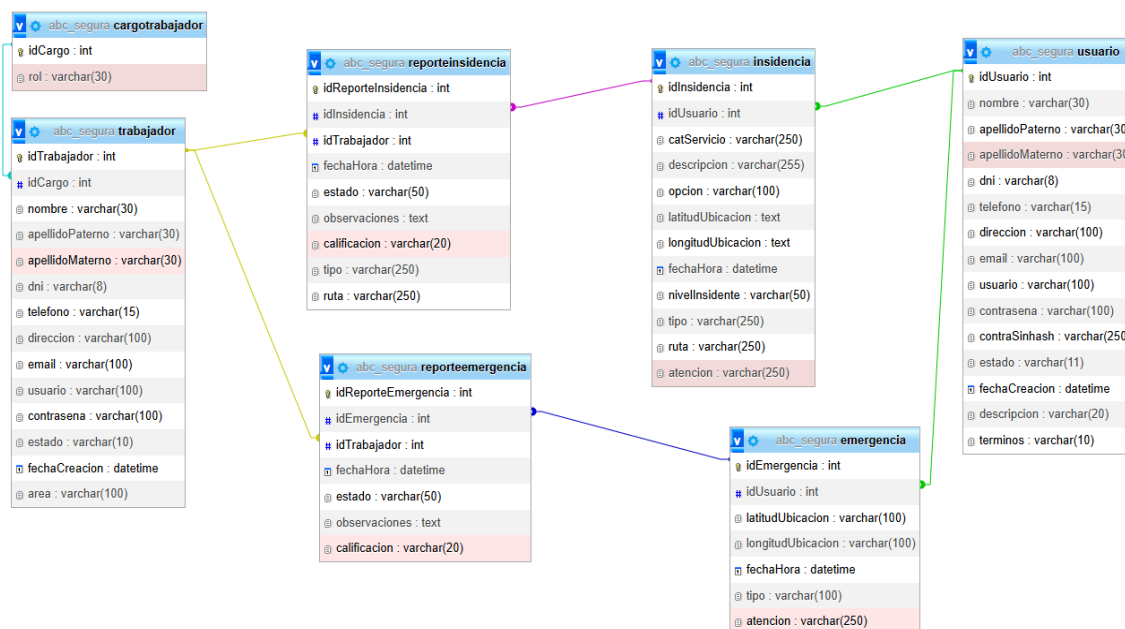 abc_segura cargotrabajador
idCargo : int
rol : varchar(30)
abc_segura trabajador
idTrabajador : int
idCargo : int
nombre : varchar(30)
apellidoPaterno : varchar(30)
apellidoMaterno : varchar(30)
dni : varchar(8)
telefono : varchar(15)
direccion : varchar(100)
email : varchar(100)
usuario : varchar(100)
contrasena : varchar(100)
estado : varchar(10)
fechaCreacion : datetime
area : varchar(100)
abc_segura reporteinsidencia
idReporteInsidencia : int
idInsidencia : int
idTrabajador : int
fechaHora : datetime
estado : varchar(50)
observaciones : text
calificacion : varchar(20)
tipo : varchar(250)
ruta : varchar(250)
abc_segura reporteemergencia
idReporteEmergencia : int
idEmergencia : int
idTrabajador : int
fechaHora : datetime
estado : varchar(50)
observaciones : text
calificacion : varchar(20)
abc_segura insidencia
idInsidencia : int
idUsuario : int
catServicio : varchar(250)
descripcion : varchar(255)
opcion : varchar(100)
latitudUbicacion : text
longitudUbicacion : text
fechaHora : datetime
nivelInsidente : varchar(50)
tipo : varchar(250)
ruta : varchar(250)
atencion : varchar(250)
abc_segura emergencia
idEmergencia : int
idUsuario : int
latitudUbicacion : varchar(100)
longitudUbicacion : varchar(100)
fechaHora : datetime
tipo : varchar(100)
atencion : varchar(250)
abc_segura usuario
idUsuario : int
nombre : varchar(30)
apellidoPaterno : varchar(30
apellidoMaterno : varchar(30
dni : varchar(8)
telefono : varchar(15)
direccion : varchar(100)
email : varchar(100)
usuario : varchar(100)
contrasena : varchar(100)
contraSinhash : varchar(250
estado : varchar(11)
fechaCreacion : datetime
descripcion : varchar(20)
terminos : varchar(10)